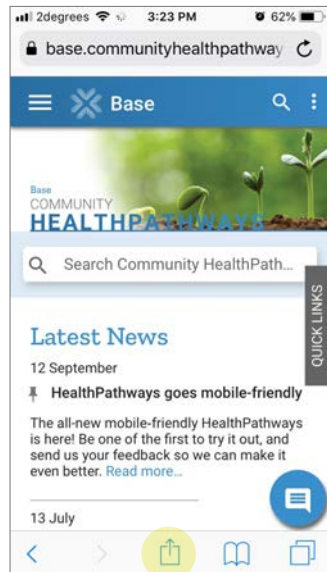 2degrees 3:23 PM 62%
base.communityhealthpathway
Base
Base
COMMUNITY
HEALTHPATHWAYS
Search Community HealthPath...
QUICK LINKS
Latest News
12 September
HealthPathways goes mobile-friendly
The all-new mobile-friendly HealthPathways
is here! Be one of the first to try it out, and
send us your feedback so we can make it
even better. Read more...
13 July